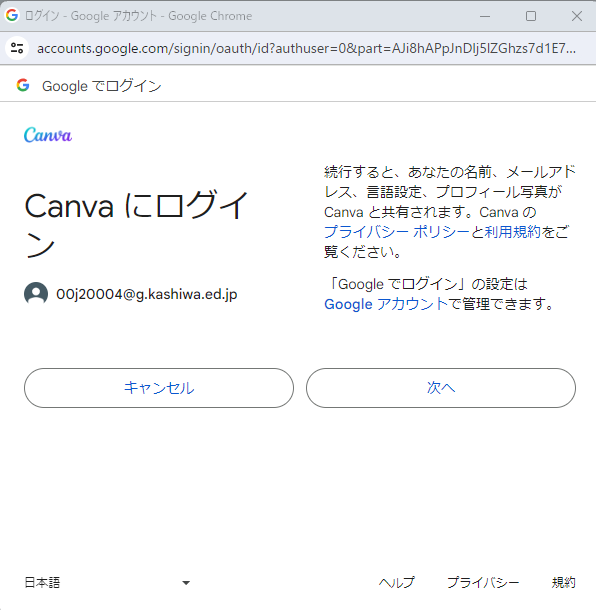 ログイン - Google アカウント - Google Chrome
accounts.google.com/signin/oauth/id?authuser=0&part=AJi8hAPpJnDIj5lZGhzs7d1E7...
Google でログイン
Canva
Canva にログイ
ン
00j20004@g.kashiwa.ed.jp
続行すると、あなたの名前、メールアド
レス、言語設定、プロフィール写真が
Canva と共有されます。Canva の
プライバシー ポリシーと利用規約をご
覧ください。
「Google でログイン」の設定は
Google アカウントで管理できます。
キャンセル
次へ
日本語
ヘルプ
プライバシー
規約